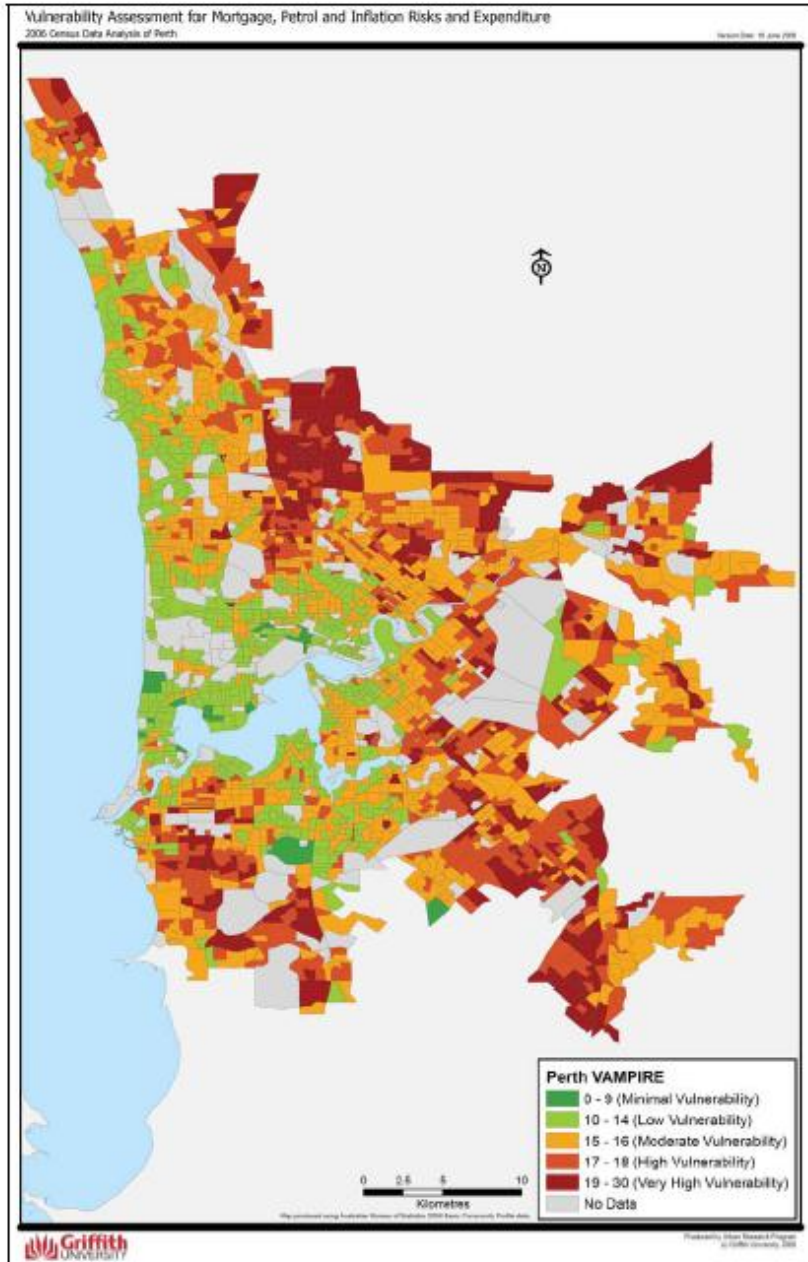 Vulnerability Assessment for Mortgage, Petrol and Inflation Risks and Expenditure
2006 Census Data Analysis of Perth
N
Perth VAMPIRE
0 - 9 (Minimal Vulnerability)
10 - 14 (Low Vulnerability)
15 - 16 (Moderate Vulnerability)
17 - 18 (High Vulnerability)
19 - 30 (Very High Vulnerability)
No Data
0 2.5 5 10
Kilometres
Griffith
UNIVERSITY